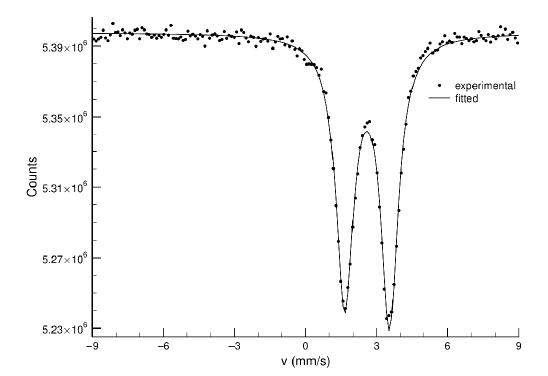 5.39×10⁶
5.35×10⁶
5.31×10⁶
5.27×10⁶
5.23×10⁶
Counts
experimental
fitted
−9 −6 −3 0 3 6 9
v (mm/s)